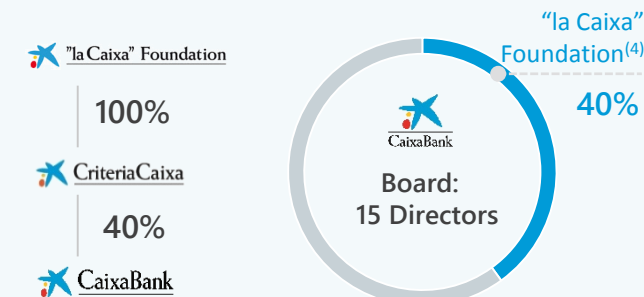 "la Caixa" Foundation
100%
CriteriaCaixa
40%
CaixaBank
“la Caixa”
Foundation(4)
40%
CaixaBank
Board:
15 Directors